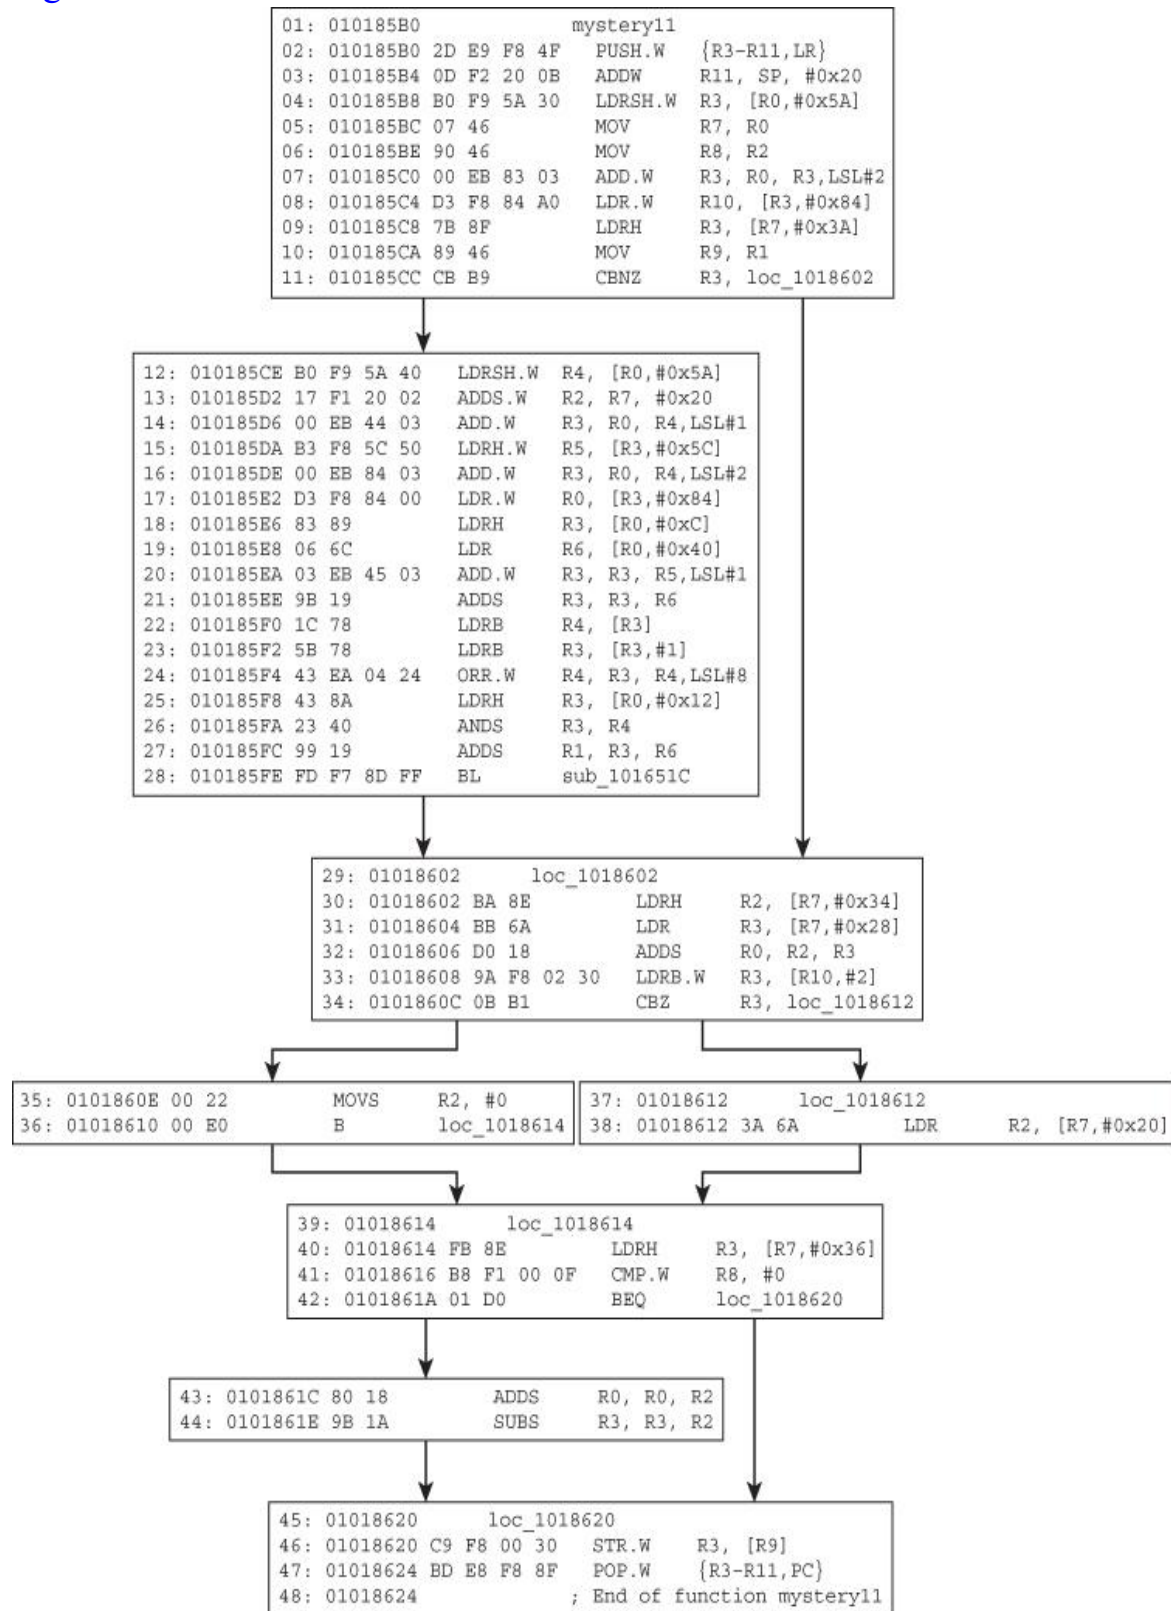 01: 010185B0 mystery11
02: 010185B0 2D E9 F8 4F PUSH.W {R3-R11,LR}
03: 010185B4 0D F2 20 0B ADDW R11, SP, #0x20
04: 010185B8 B0 F9 5A 30 LDRSH.W R3, [R0,#0x5A]
05: 010185BC 07 46 MOV R7, R0
06: 010185BE 90 46 MOV R8, R2
07: 010185C0 00 EB 83 03 ADD.W R3, R0, R3,LSL#2
08: 010185C4 D3 F8 84 A0 LDR.W R10, [R3,#0x84]
09: 010185C8 7B 8F LDRH R3, [R7,#0x3A]
10: 010185CA 89 46 MOV R9, R1
11: 010185CC CB B9 CBNZ R3, loc_1018602
12: 010185CE B0 F9 5A 40 LDRSH.W R4, [R0,#0x5A]
13: 010185D2 17 F1 20 02 ADDS.W R2, R7, #0x20
14: 010185D6 00 EB 44 03 ADD.W R3, R0, R4,LSL#1
15: 010185DA B3 F8 5C 50 LDRH.W R5, [R3,#0x5C]
16: 010185DE 00 EB 84 03 ADD.W R3, R0, R4,LSL#2
17: 010185E2 D3 F8 84 00 LDR.W R0, [R3,#0x84]
18: 010185E6 83 89 LDRH R3, [R0,#0xC]
19: 010185E8 06 6C LDR R6, [R0,#0x40]
20: 010185EA 03 EB 45 03 ADD.W R3, R3, R5,LSL#1
21: 010185EE 9B 19 ADDS R3, R3, R6
22: 010185F0 1C 78 LDRB R4, [R3]
23: 010185F2 5B 78 LDRB R3, [R3,#1]
24: 010185F4 43 EA 04 24 ORR.W R4, R3, R4,LSL#8
25: 010185F8 43 8A LDRH R3, [R0,#0x12]
26: 010185FA 23 40 ANDS R3, R4
27: 010185FC 99 19 ADDS R1, R3, R6
28: 010185FE FD F7 8D FF BL sub_101651C
29: 01018602 loc_1018602
30: 01018602 BA 8E LDRH R2, [R7,#0x34]
31: 01018604 BB 6A LDR R3, [R7,#0x28]
32: 01018606 D0 18 ADDS R0, R2, R3
33: 01018608 9A F8 02 30 LDRB.W R3, [R10,#2]
34: 0101860C 0B B1 CBZ R3, loc_1018612
35: 0101860E 00 22 MOVS R2, #0
36: 01018610 00 E0 B loc_1018614
37: 01018612 loc_1018612
38: 01018612 3A 6A LDR R2, [R7,#0x20]
39: 01018614 loc_1018614
40: 01018614 FB 8E LDRH R3, [R7,#0x36]
41: 01018616 B8 F1 00 0F CMP.W R8, #0
42: 0101861A 01 D0 BEQ loc_1018620
43: 0101861C 80 18 ADDS R0, R0, R2
44: 0101861E 9B 1A SUBS R3, R3, R2
45: 01018620 loc_1018620
46: 01018620 C9 F8 00 30 STR.W R3, [R9]
47: 01018624 BD E8 F8 8F POP.W {R3-R11,PC}
48: 01018624 ; End of function mystery11